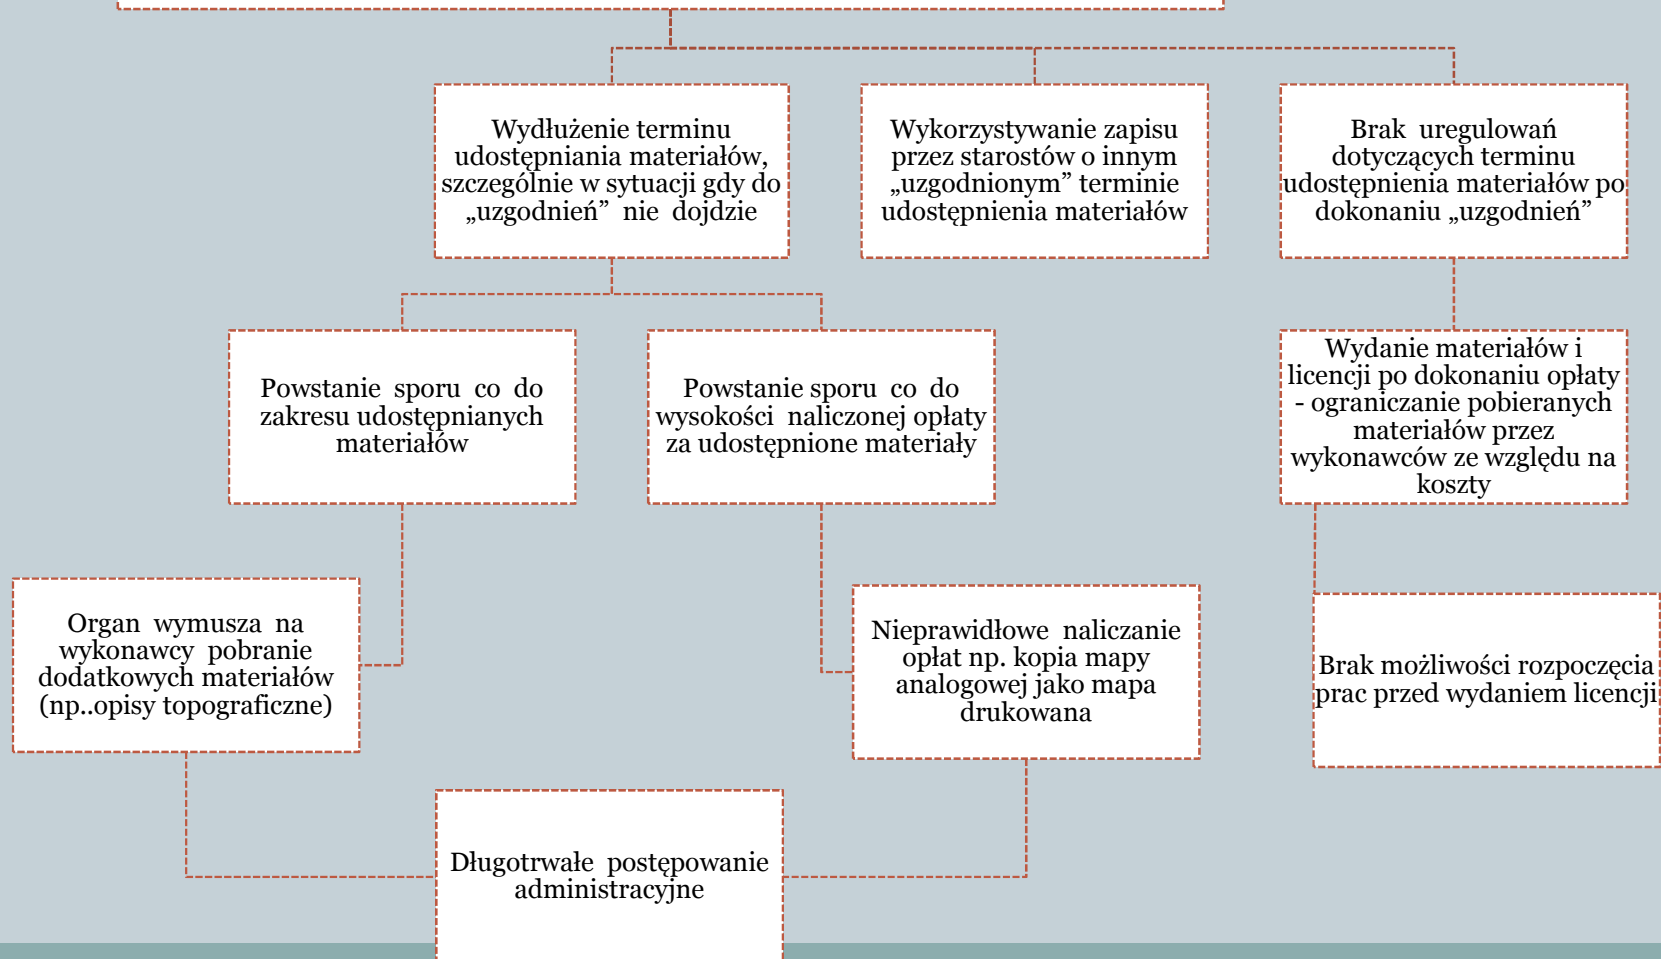 Wydłużenie terminu
udostępniania materiałów,
szczególnie w sytuacji gdy do
„uzgodnień” nie dojdzie
Wykorzystywanie zapisu
przez starostów o innym
„uzgodnionym” terminie
udostępnienia materiałów
Brak uregulowań
dotyczących terminu
udostępnienia materiałów po
dokonaniu „uzgodnień”
Powstanie sporu co do
zakresu udostępnianych
materiałów
Powstanie sporu co do
wysokości naliczonej opłaty
za udostępnione materiały
Wydanie materiałów i
licencji po dokonaniu opłaty
- ograniczanie pobieranych
materiałów przez
wykonawców ze względu na
koszty
Organ wymusza na
wykonawcy pobranie
dodatkowych materiałów
(np..opisy topograficzne)
Nieprawidłowe naliczanie
opłat np. kopia mapy
analogowej jako mapa
drukowana
Brak możliwości rozpoczęcia
prac przed wydaniem licencji
Długotrwałe postępowanie
administracyjne